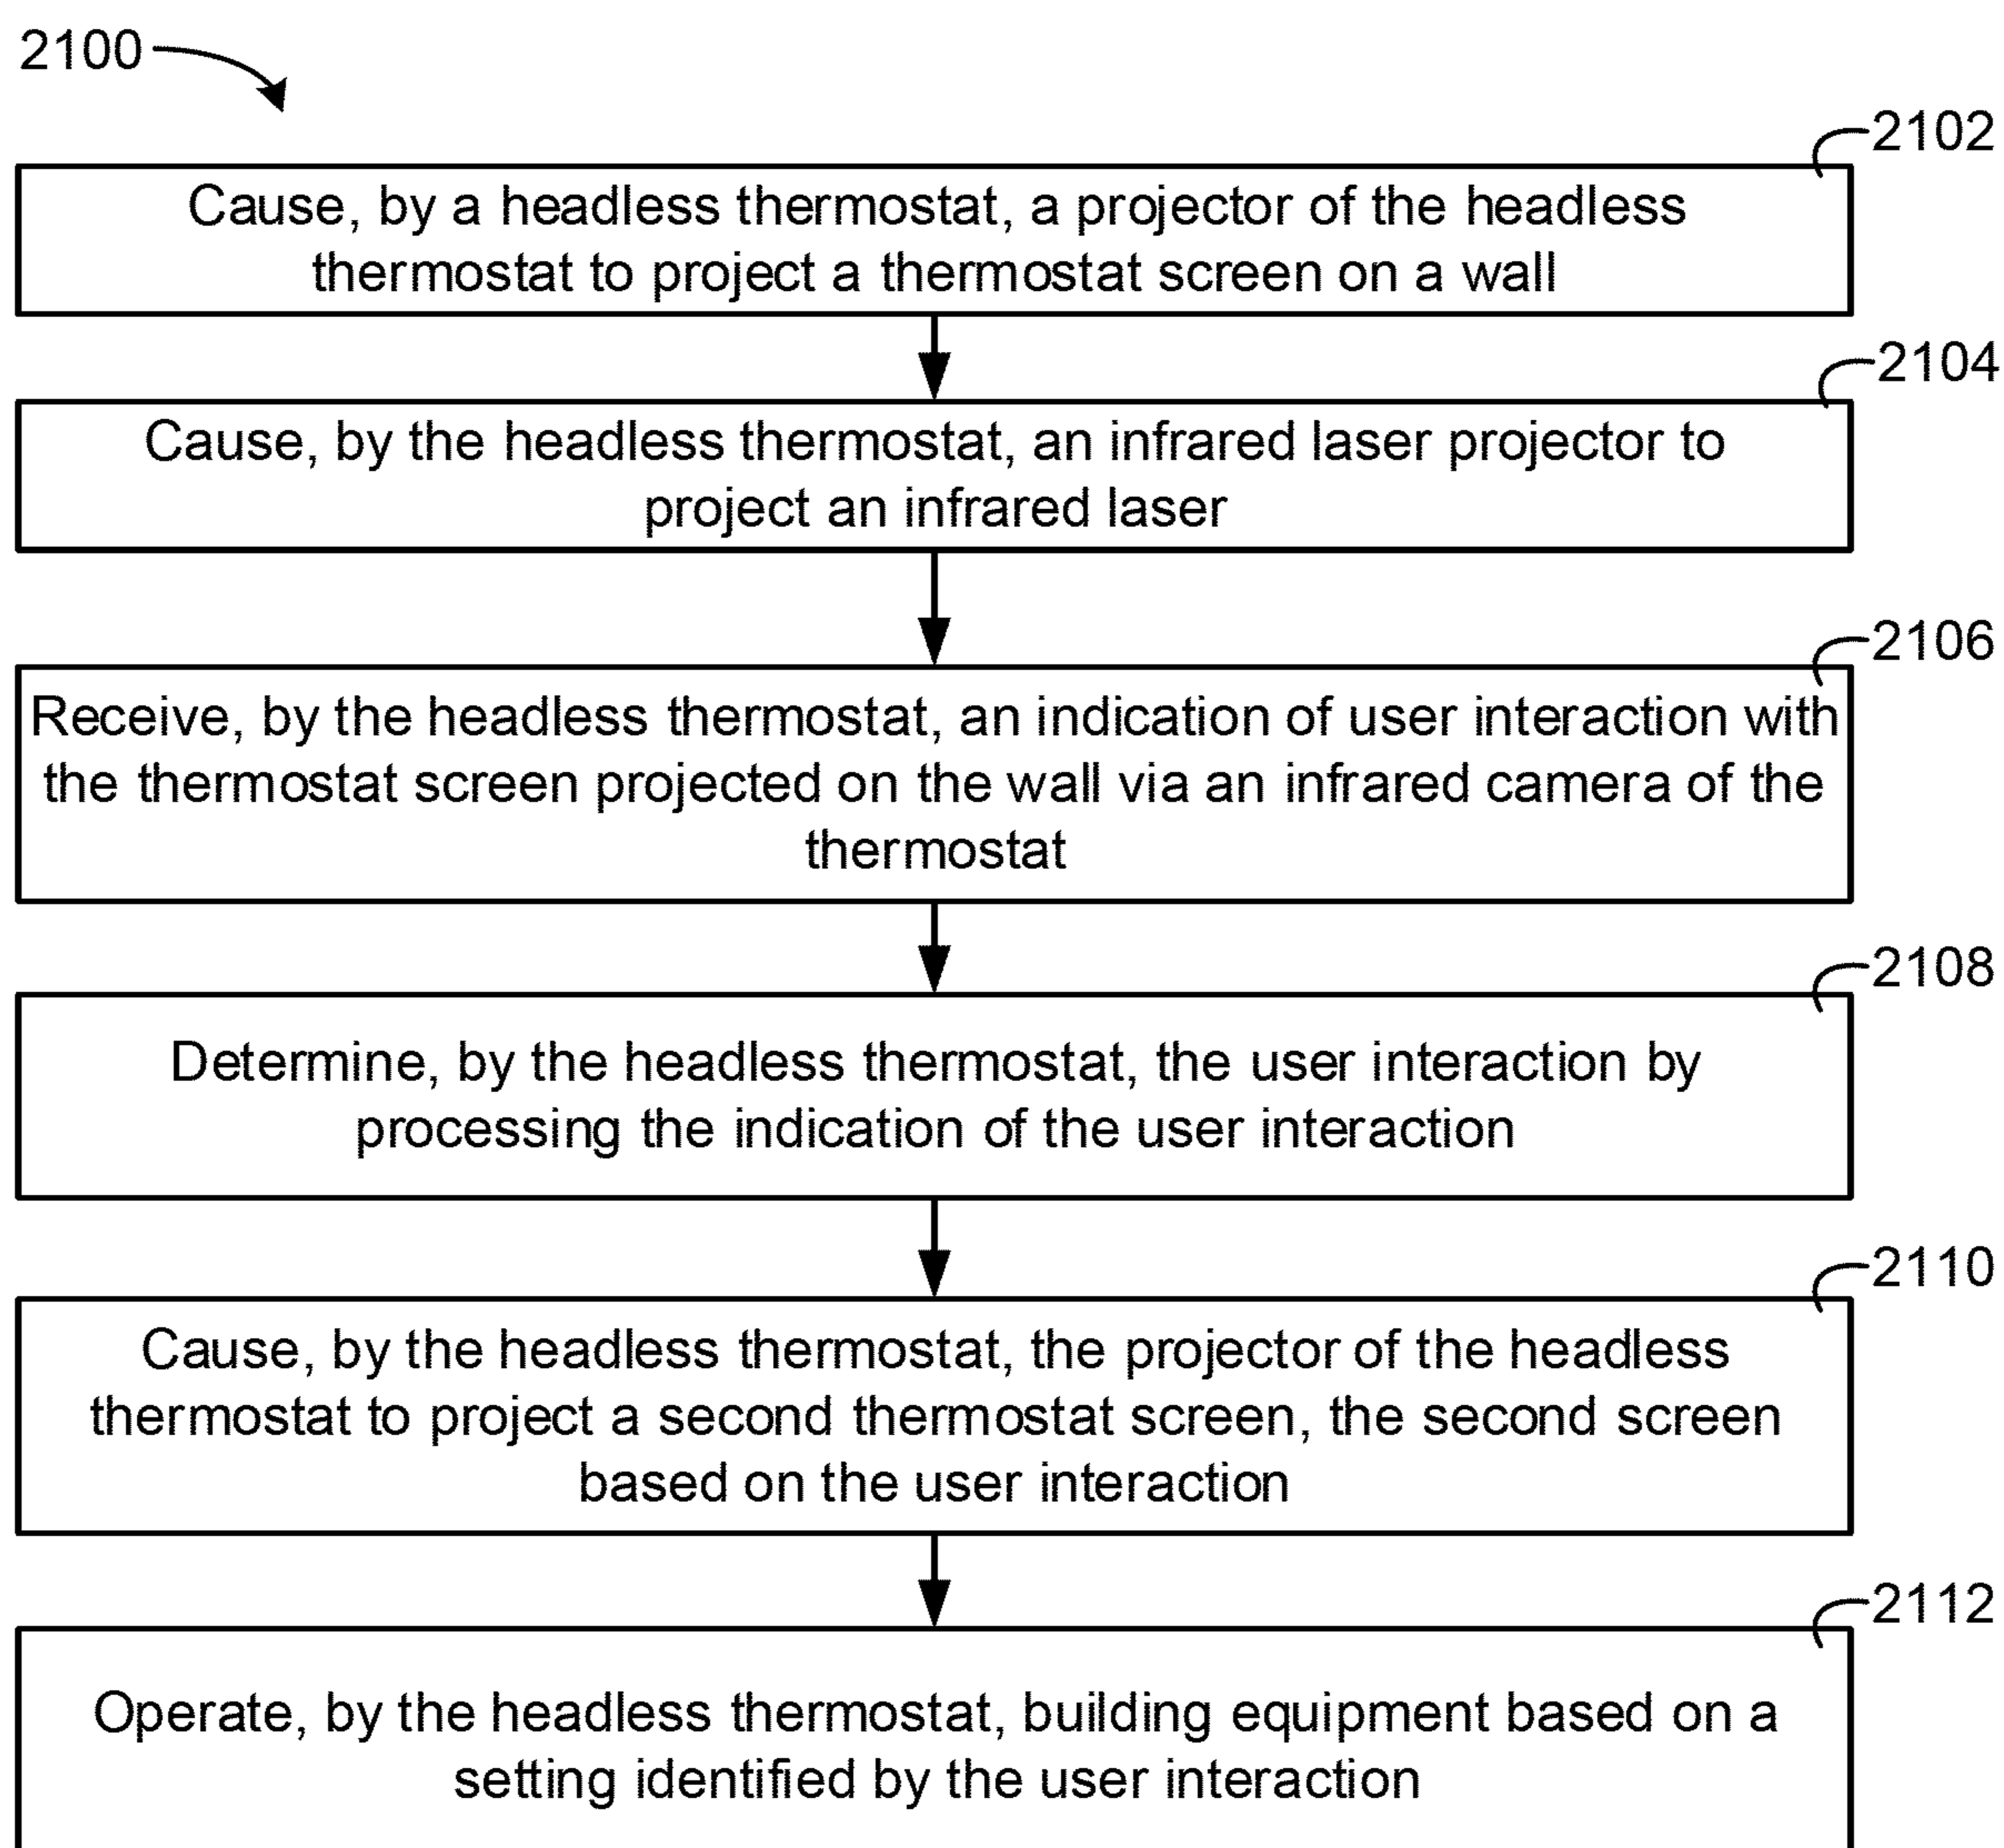 2100
2102
Cause, by a headless thermostat, a projector of the headless
thermostat to project a thermostat screen on a wall
2104
Cause, by the headless thermostat, an infrared laser projector to
project an infrared laser
2106
Receive, by the headless thermostat, an indication of user interaction with
the thermostat screen projected on the wall via an infrared camera of the
thermostat
2108
Determine, by the headless thermostat, the user interaction by
processing the indication of the user interaction
2110
Cause, by the headless thermostat, the projector of the headless
thermostat to project a second thermostat screen, the second screen
based on the user interaction
2112
Operate, by the headless thermostat, building equipment based on a
setting identified by the user interaction